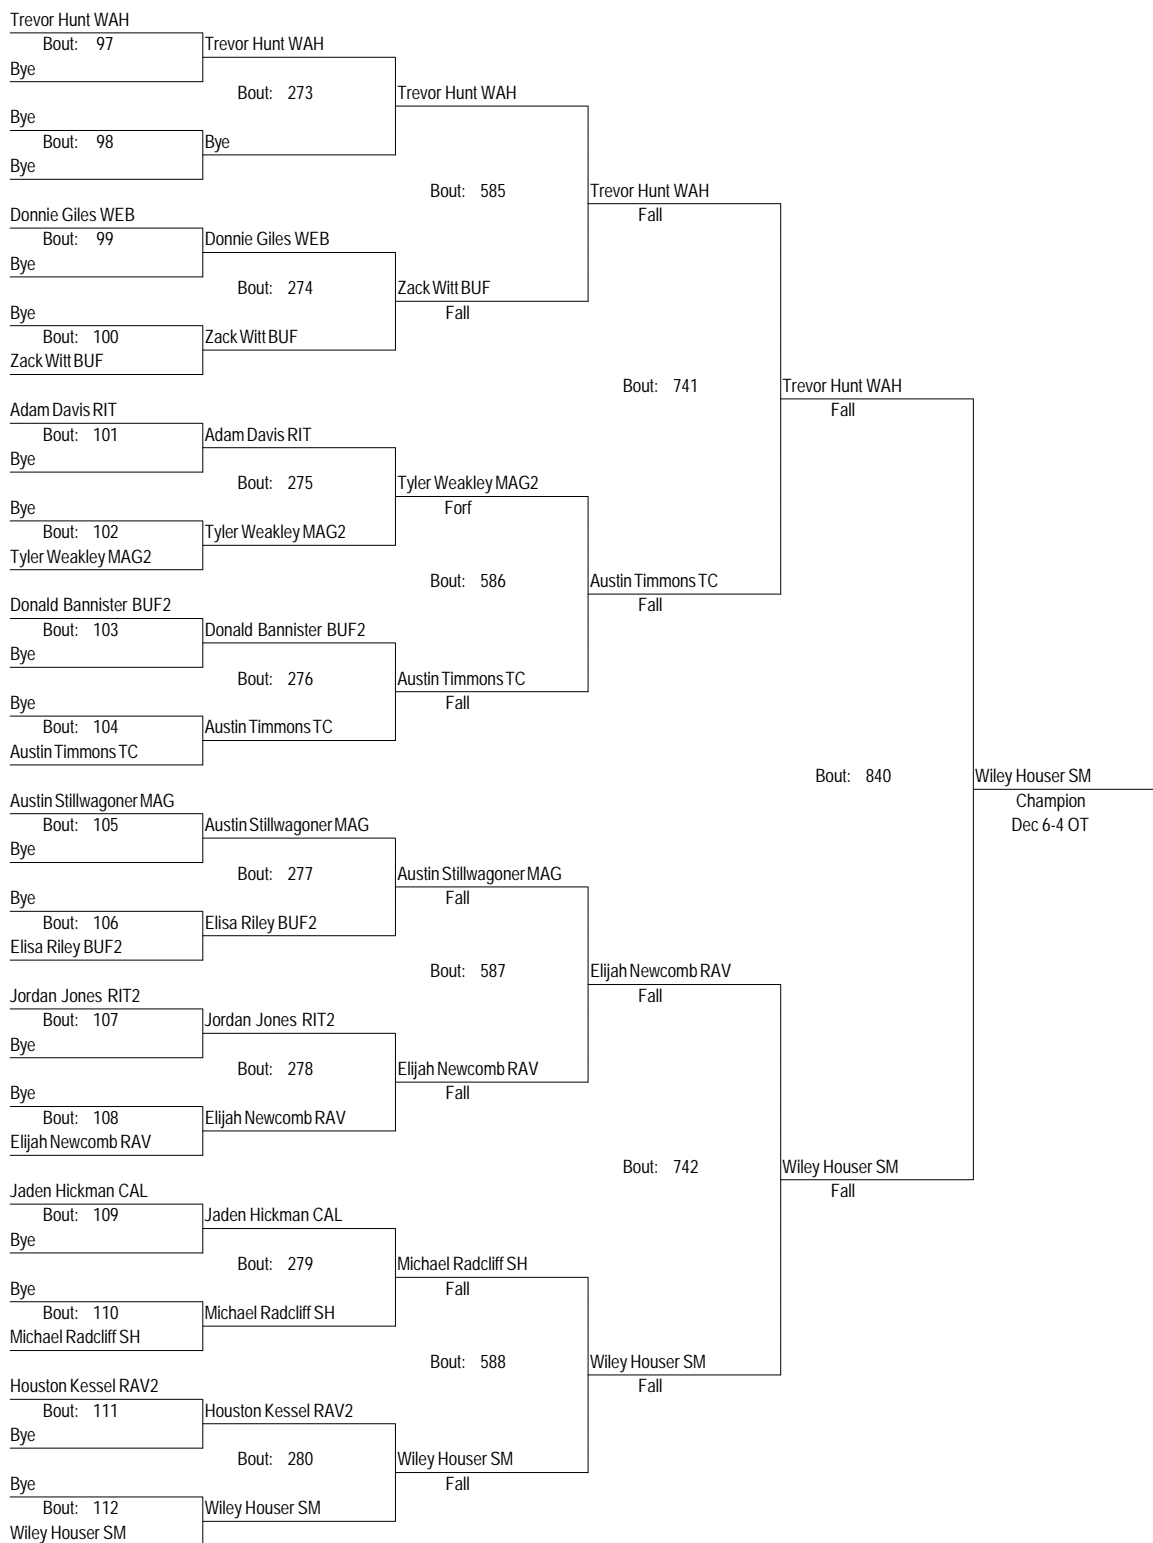 Trevor Hunt WAH
Bout: 97
Trevor Hunt WAH
Bye
Bout: 273
Trevor Hunt WAH
Bye
Bout: 98
Bye
Bye
Bout: 585
Trevor Hunt WAH
Fall
Donnie Giles WEB
Bout: 99
Donnie Giles WEB
Bye
Bout: 274
Zack Witt BUF
Fall
Bye
Bout: 100
Zack Witt BUF
Zack Witt BUF
Bout: 741
Trevor Hunt WAH
Fall
Adam Davis RIT
Bout: 101
Adam Davis RIT
Bye
Bout: 275
Tyler Weakley MAG2
Forf
Bye
Bout: 102
Tyler Weakley MAG2
Tyler Weakley MAG2
Bout: 586
Austin Timmons TC
Fall
Donald Bannister BUF2
Bout: 103
Donald Bannister BUF2
Bye
Bout: 276
Austin Timmons TC
Fall
Bye
Bout: 104
Austin Timmons TC
Austin Timmons TC
Bout: 840
Wiley Houser SM
Champion
Dec 6-4 OT
Austin Stillwagoner MAG
Bout: 105
Austin Stillwagoner MAG
Bye
Bout: 277
Austin Stillwagoner MAG
Fall
Bye
Bout: 106
Elisa Riley BUF2
Elisa Riley BUF2
Bout: 587
Elijah Newcomb RAV
Fall
Jordan Jones RIT2
Bout: 107
Jordan Jones RIT2
Bye
Bout: 278
Elijah Newcomb RAV
Fall
Bye
Bout: 108
Elijah Newcomb RAV
Elijah Newcomb RAV
Bout: 742
Wiley Houser SM
Fall
Jaden Hickman CAL
Bout: 109
Jaden Hickman CAL
Bye
Bout: 279
Michael Radcliff SH
Fall
Bye
Bout: 110
Michael Radcliff SH
Michael Radcliff SH
Bout: 588
Wiley Houser SM
Fall
Houston Kessel RAV2
Bout: 111
Houston Kessel RAV2
Bye
Bout: 280
Wiley Houser SM
Fall
Bye
Bout: 112
Wiley Houser SM
Wiley Houser SM